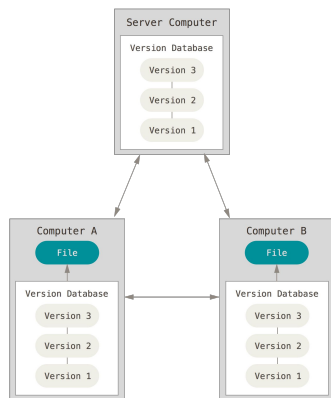 Server Computer
Version Database
Version 3
Version 2
Version 1
Computer A
File
Version Database
Version 3
Version 2
Version 1
Computer B
File
Version Database
Version 3
Version 2
Version 1